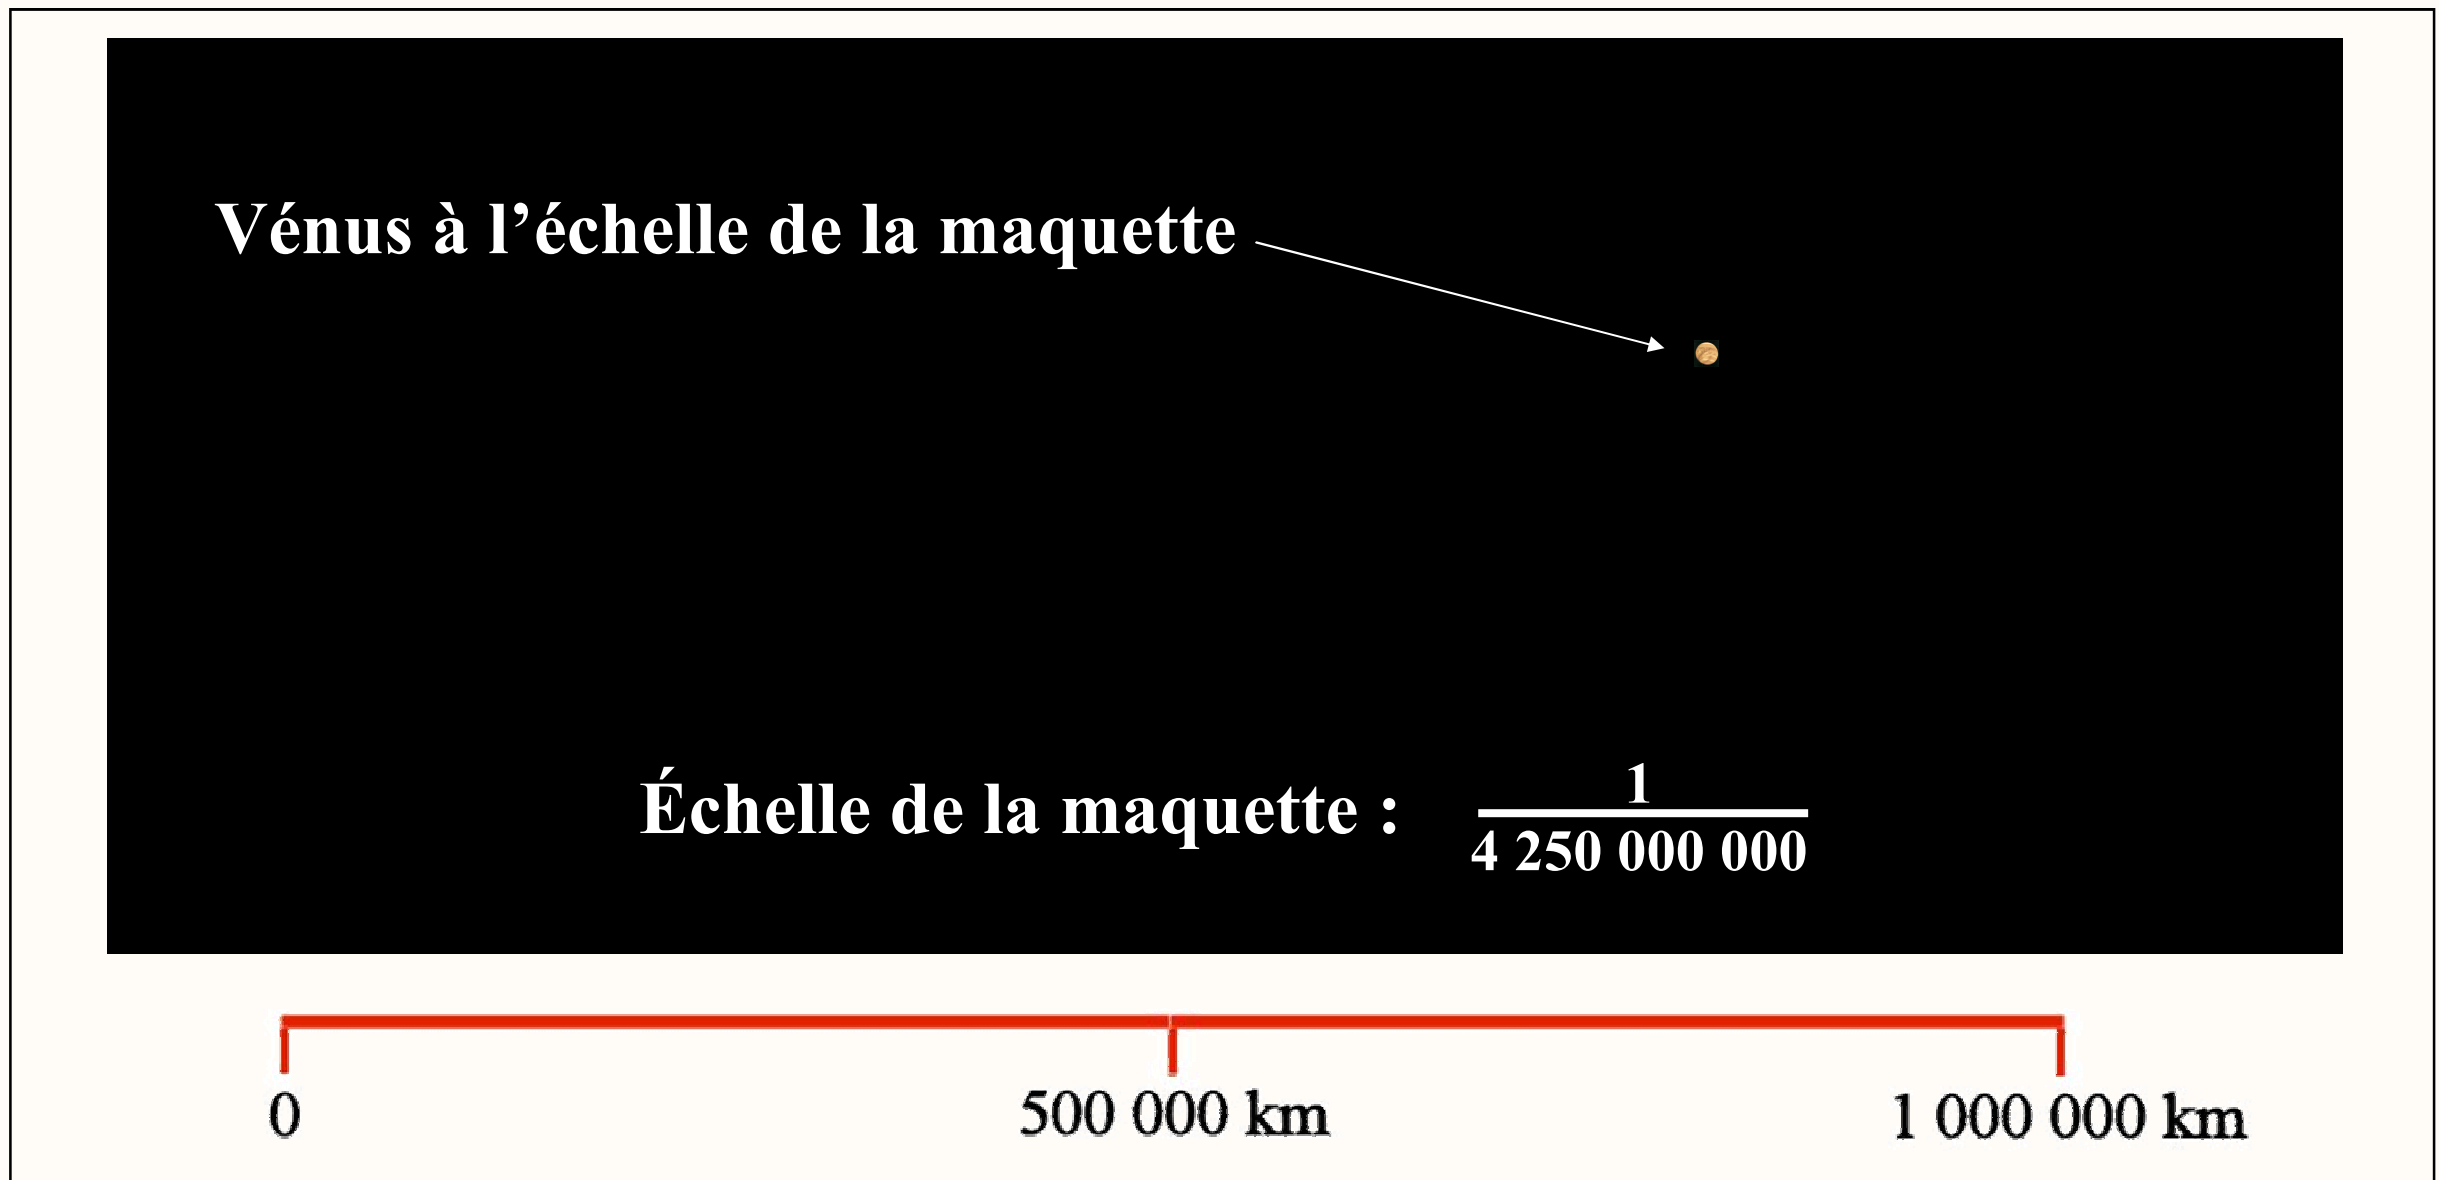 Vénus à l’échelle de la maquette
Échelle de la maquette :
1
4 250 000 000
0
500 000 km
1 000 000 km